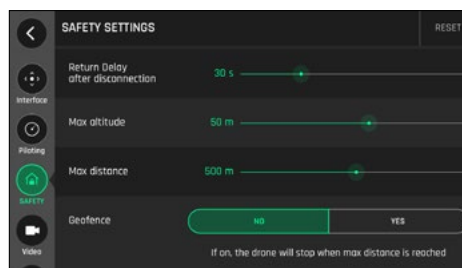 SAFETY SETTINGS
RESET
Return Delay
after disconnection
30 s
Interface
Max altitude
50 m
Piloting
Max distance
500 m
SAFETY
Geofence
NO
YES
Video
If on, the drone will stop when max distance is reached